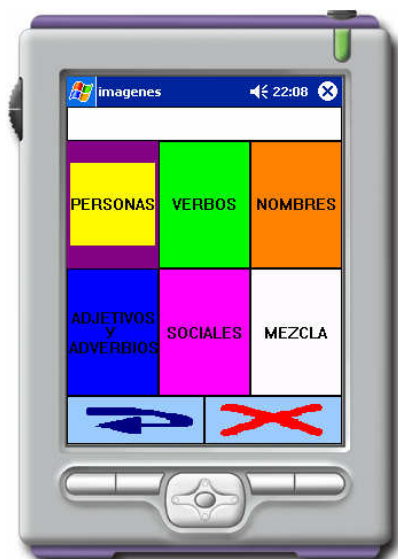 imagenes 22:08
PERSONAS VERBOS NOMBRES
ADJETIVOS
Y
ADVERBIOS
SOCIALES MEZCLA